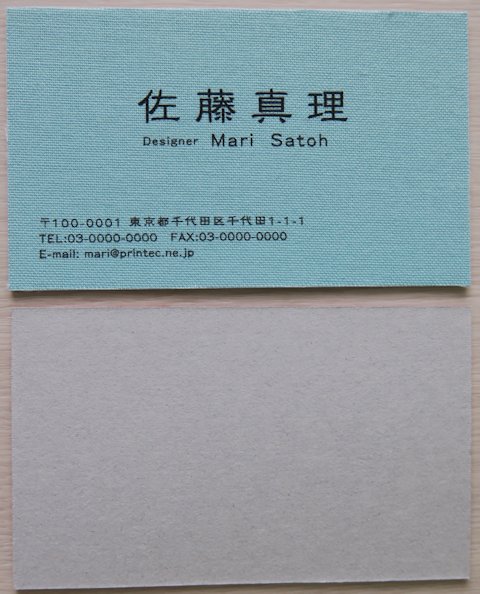 佐藤真理
Designer Mari Satoh
〒100-0001 東京都千代田区千代田1-1-1
TEL:03-0000-0000 FAX:03-0000-0000
E-mail: mari@printec.ne.jp